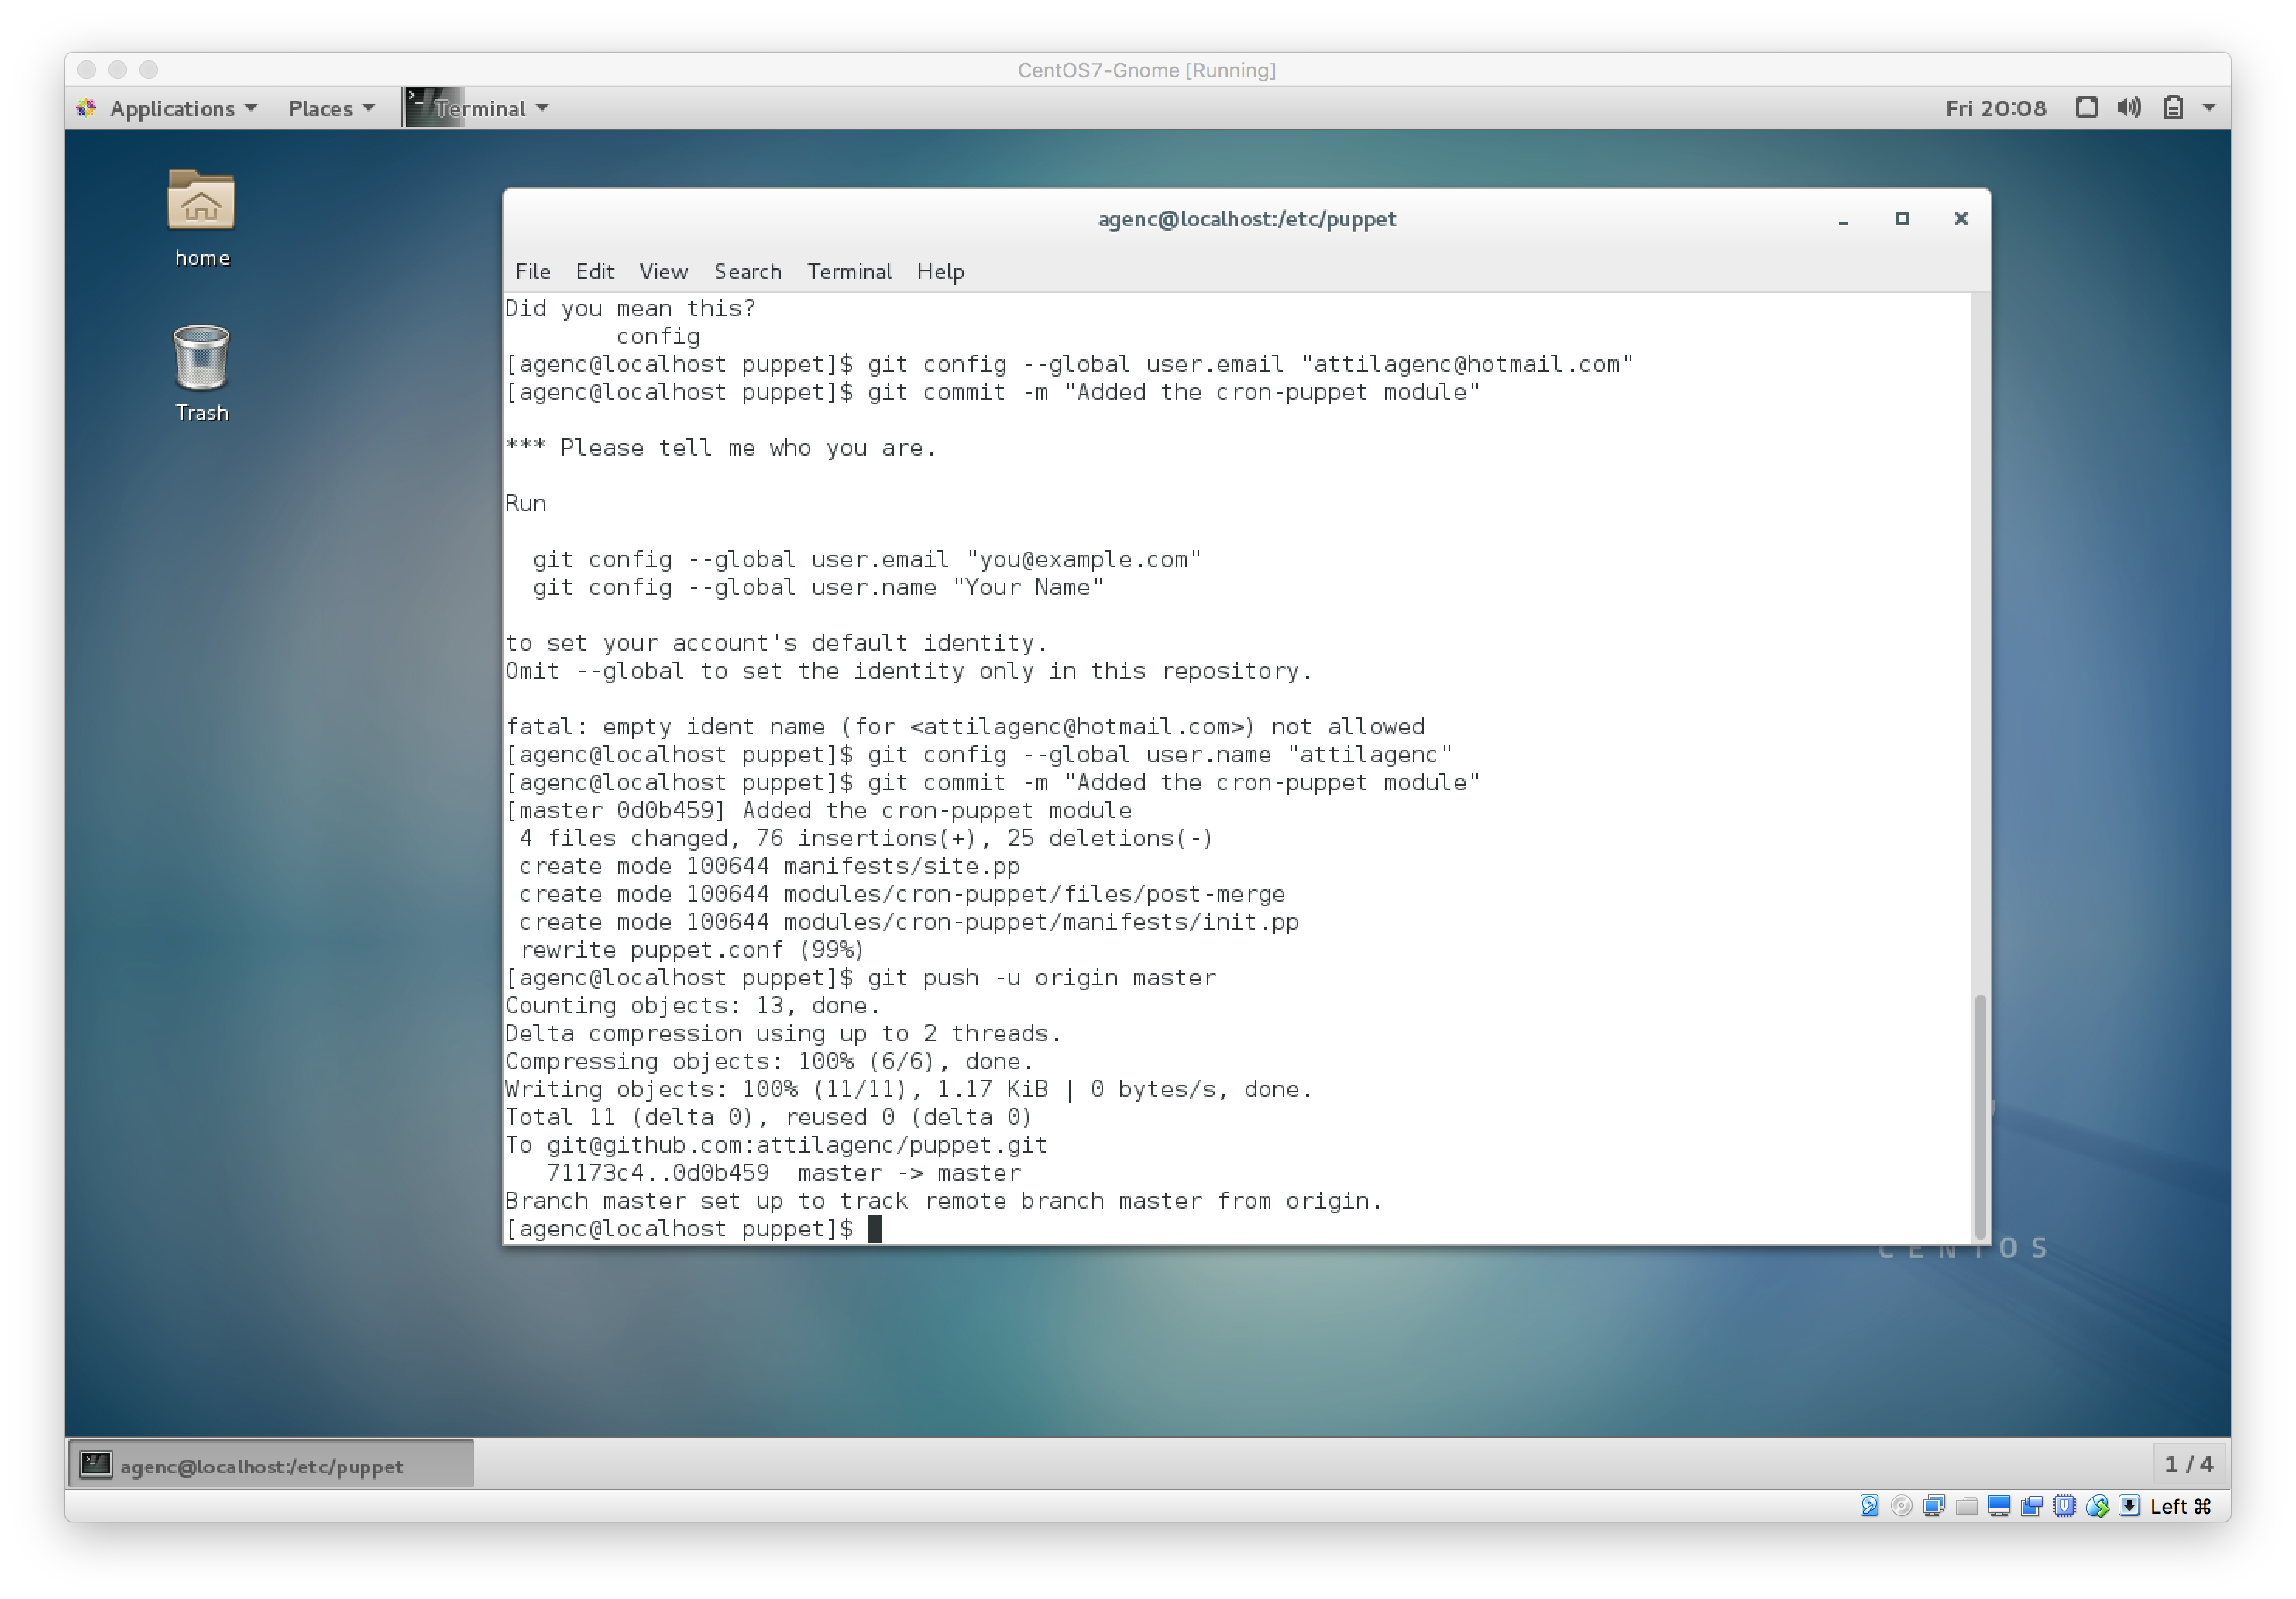 CentOS7-Gnome [Running]
Applications Places Terminal Fri 20:08
home
Trash
agenc@localhost:/etc/puppet
File Edit View Search Terminal Help
Did you mean this?
        config
[agenc@localhost puppet]$ git config --global user.email "attilagenc@hotmail.com"
[agenc@localhost puppet]$ git commit -m "Added the cron-puppet module"
*** Please tell me who you are.
Run
  git config --global user.email "you@example.com"
  git config --global user.name "Your Name"
to set your account's default identity.
Omit --global to set the identity only in this repository.
fatal: empty ident name (for <attilagenc@hotmail.com>) not allowed
[agenc@localhost puppet]$ git config --global user.name "attilagenc"
[agenc@localhost puppet]$ git commit -m "Added the cron-puppet module"
[master 0d0b459] Added the cron-puppet module
 4 files changed, 76 insertions(+), 25 deletions(-)
 create mode 100644 manifests/site.pp
 create mode 100644 modules/cron-puppet/files/post-merge
 create mode 100644 modules/cron-puppet/manifests/init.pp
 rewrite puppet.conf (99%)
[agenc@localhost puppet]$ git push -u origin master
Counting objects: 13, done.
Delta compression using up to 2 threads.
Compressing objects: 100% (6/6), done.
Writing objects: 100% (11/11), 1.17 KiB | 0 bytes/s, done.
Total 11 (delta 0), reused 0 (delta 0)
To git@github.com:attilagenc/puppet.git
   71173c4..0d0b459  master -> master
Branch master set up to track remote branch master from origin.
[agenc@localhost puppet]$
CENTOS
agenc@localhost:/etc/puppet 1 / 4
Left ⌘